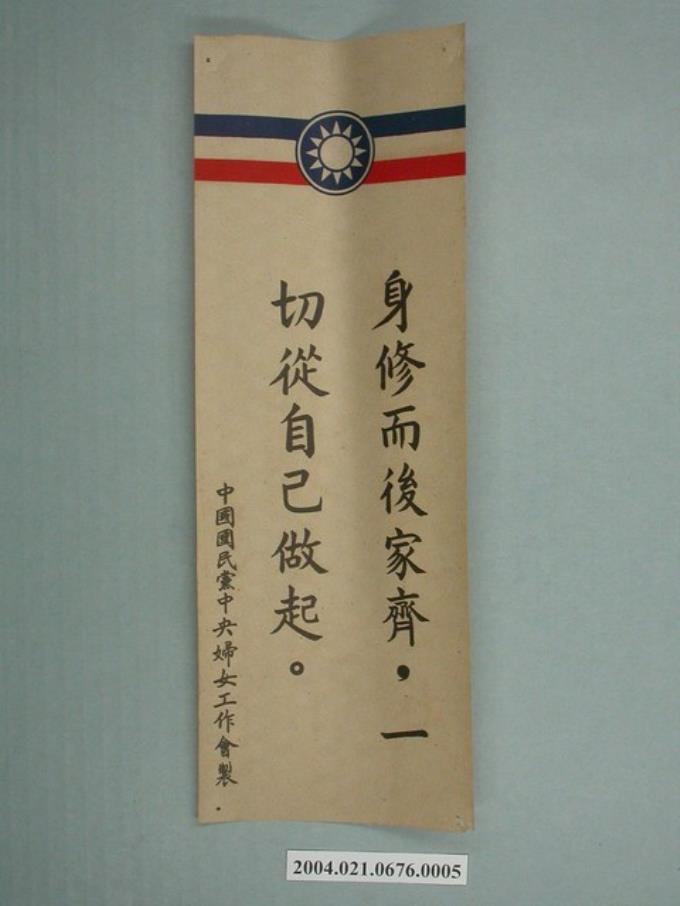 身修而後家齊，一
切從自己做起。
中國國民黨中央婦女工作會製
2004.021.0676.0005